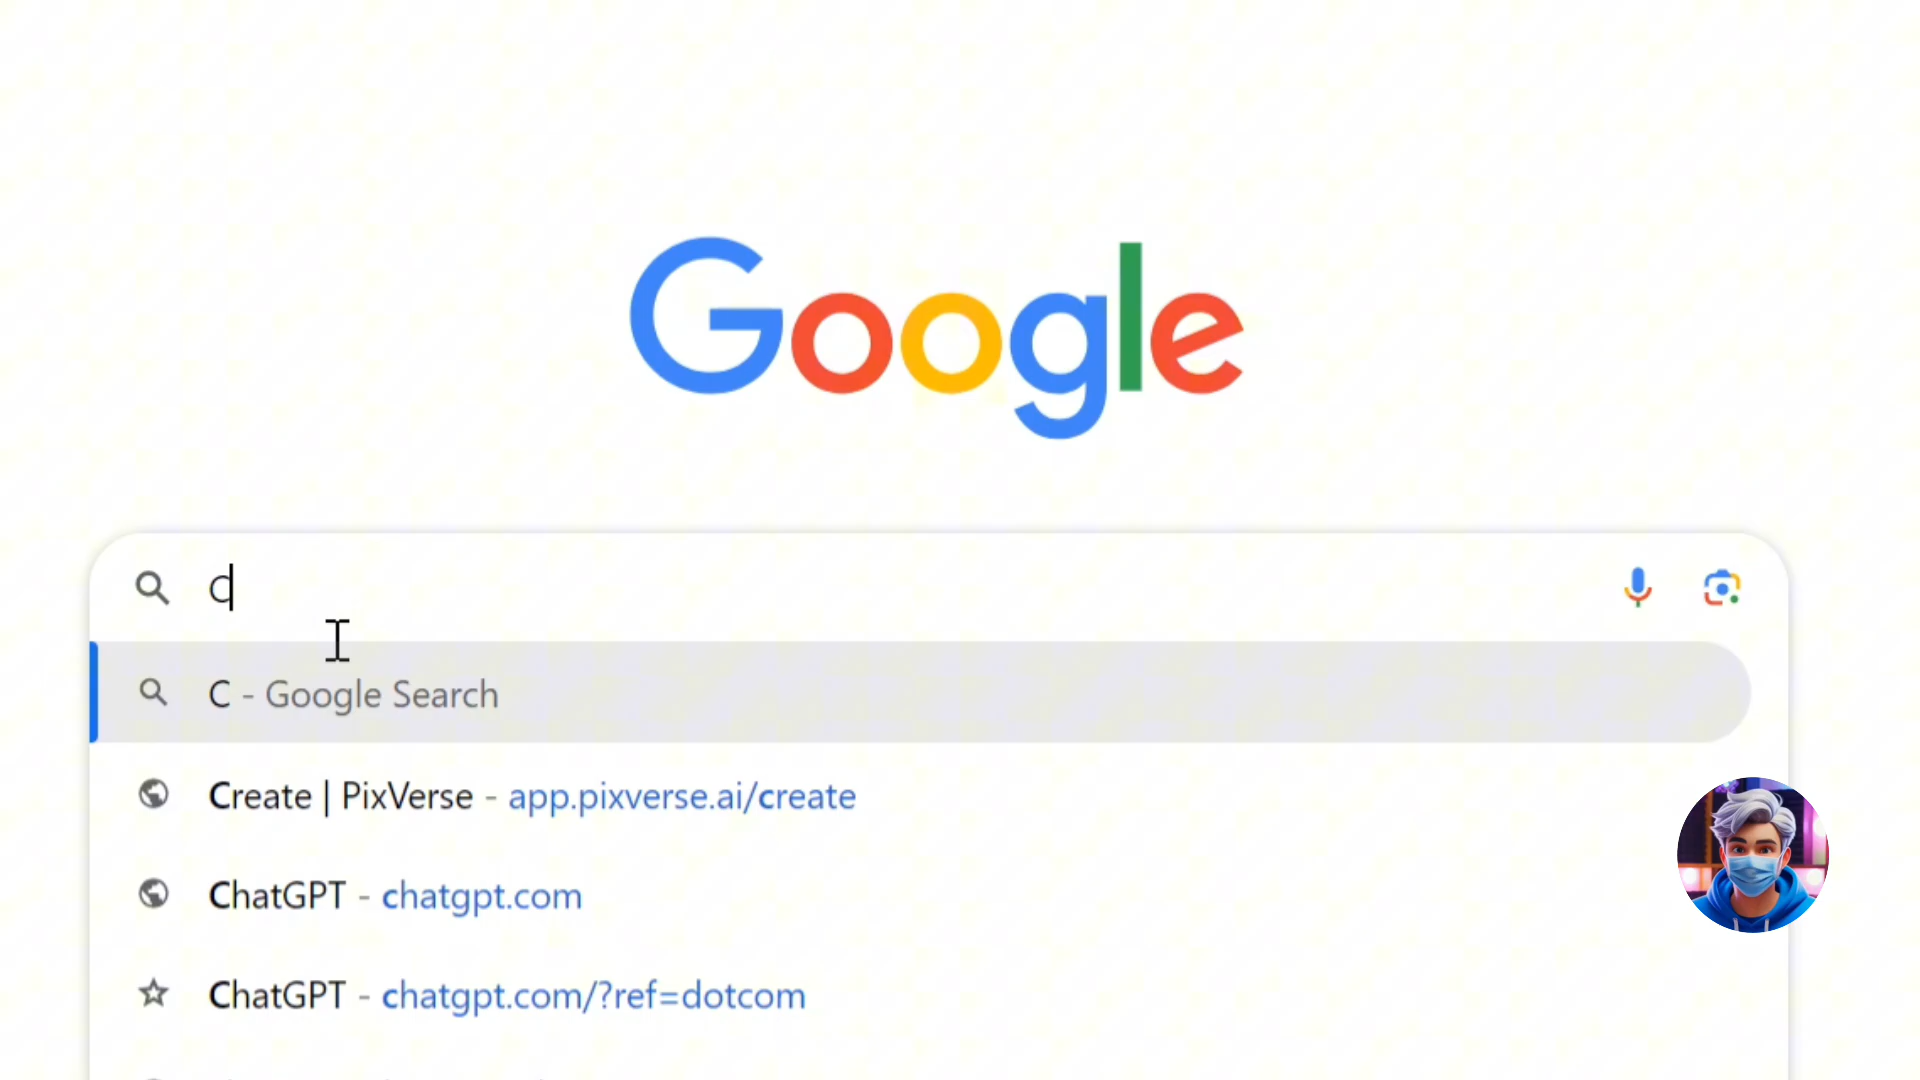 Google
C
C - Google Search
Create | PixVerse - app.pixverse.ai/create
ChatGPT - chatgpt.com
ChatGPT - chatgpt.com/?ref=dotcom